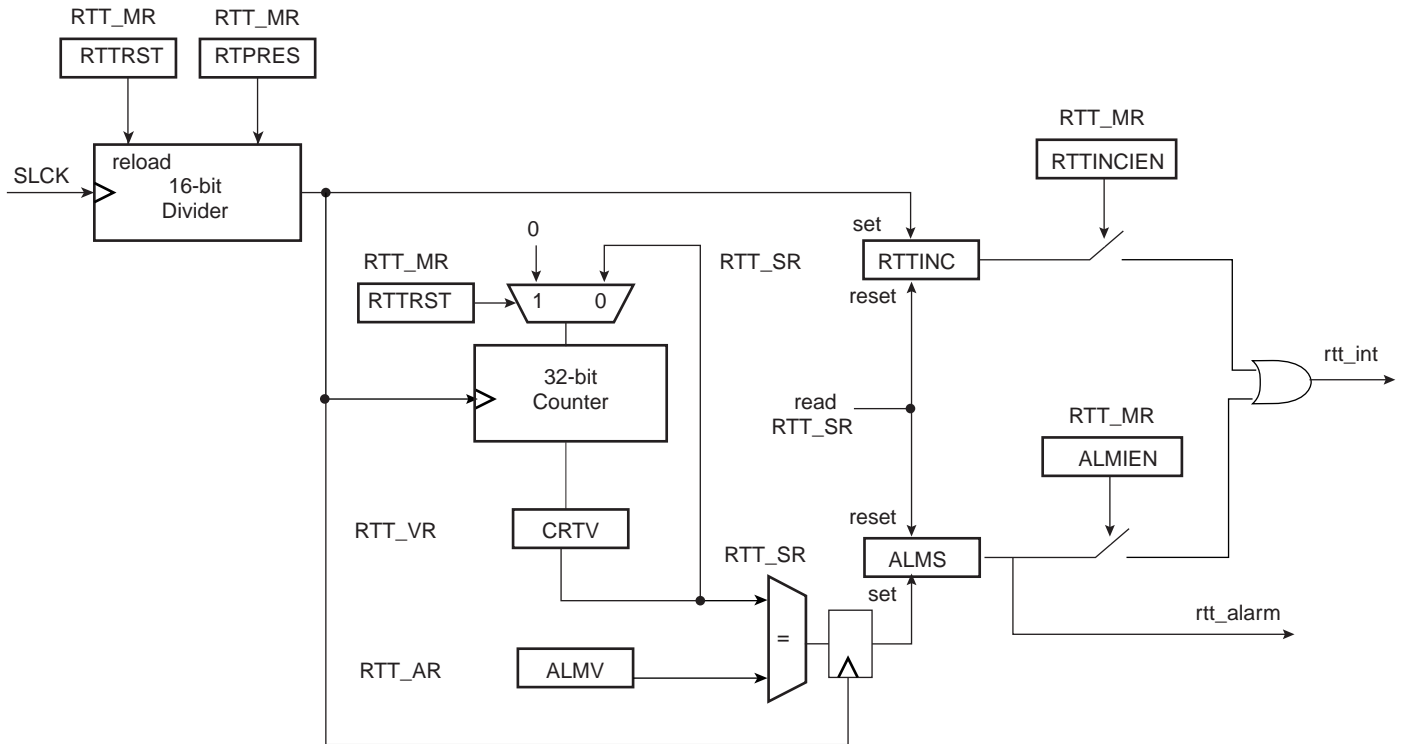 RTT_MR
RTT_MR
RTTRST
RTPRES
reload
16-bit
Divider
SLCK
RTT_MR
RTTINCIEN
0
set
RTT_MR
RTT_SR
RTTINC
RTTRST
1
0
reset
32-bit
Counter
rtt_int
read
RTT_SR
RTT_MR
ALMIEN
reset
RTT_VR
CRTV
RTT_SR
ALMS
set
rtt_alarm
=
RTT_AR
ALMV